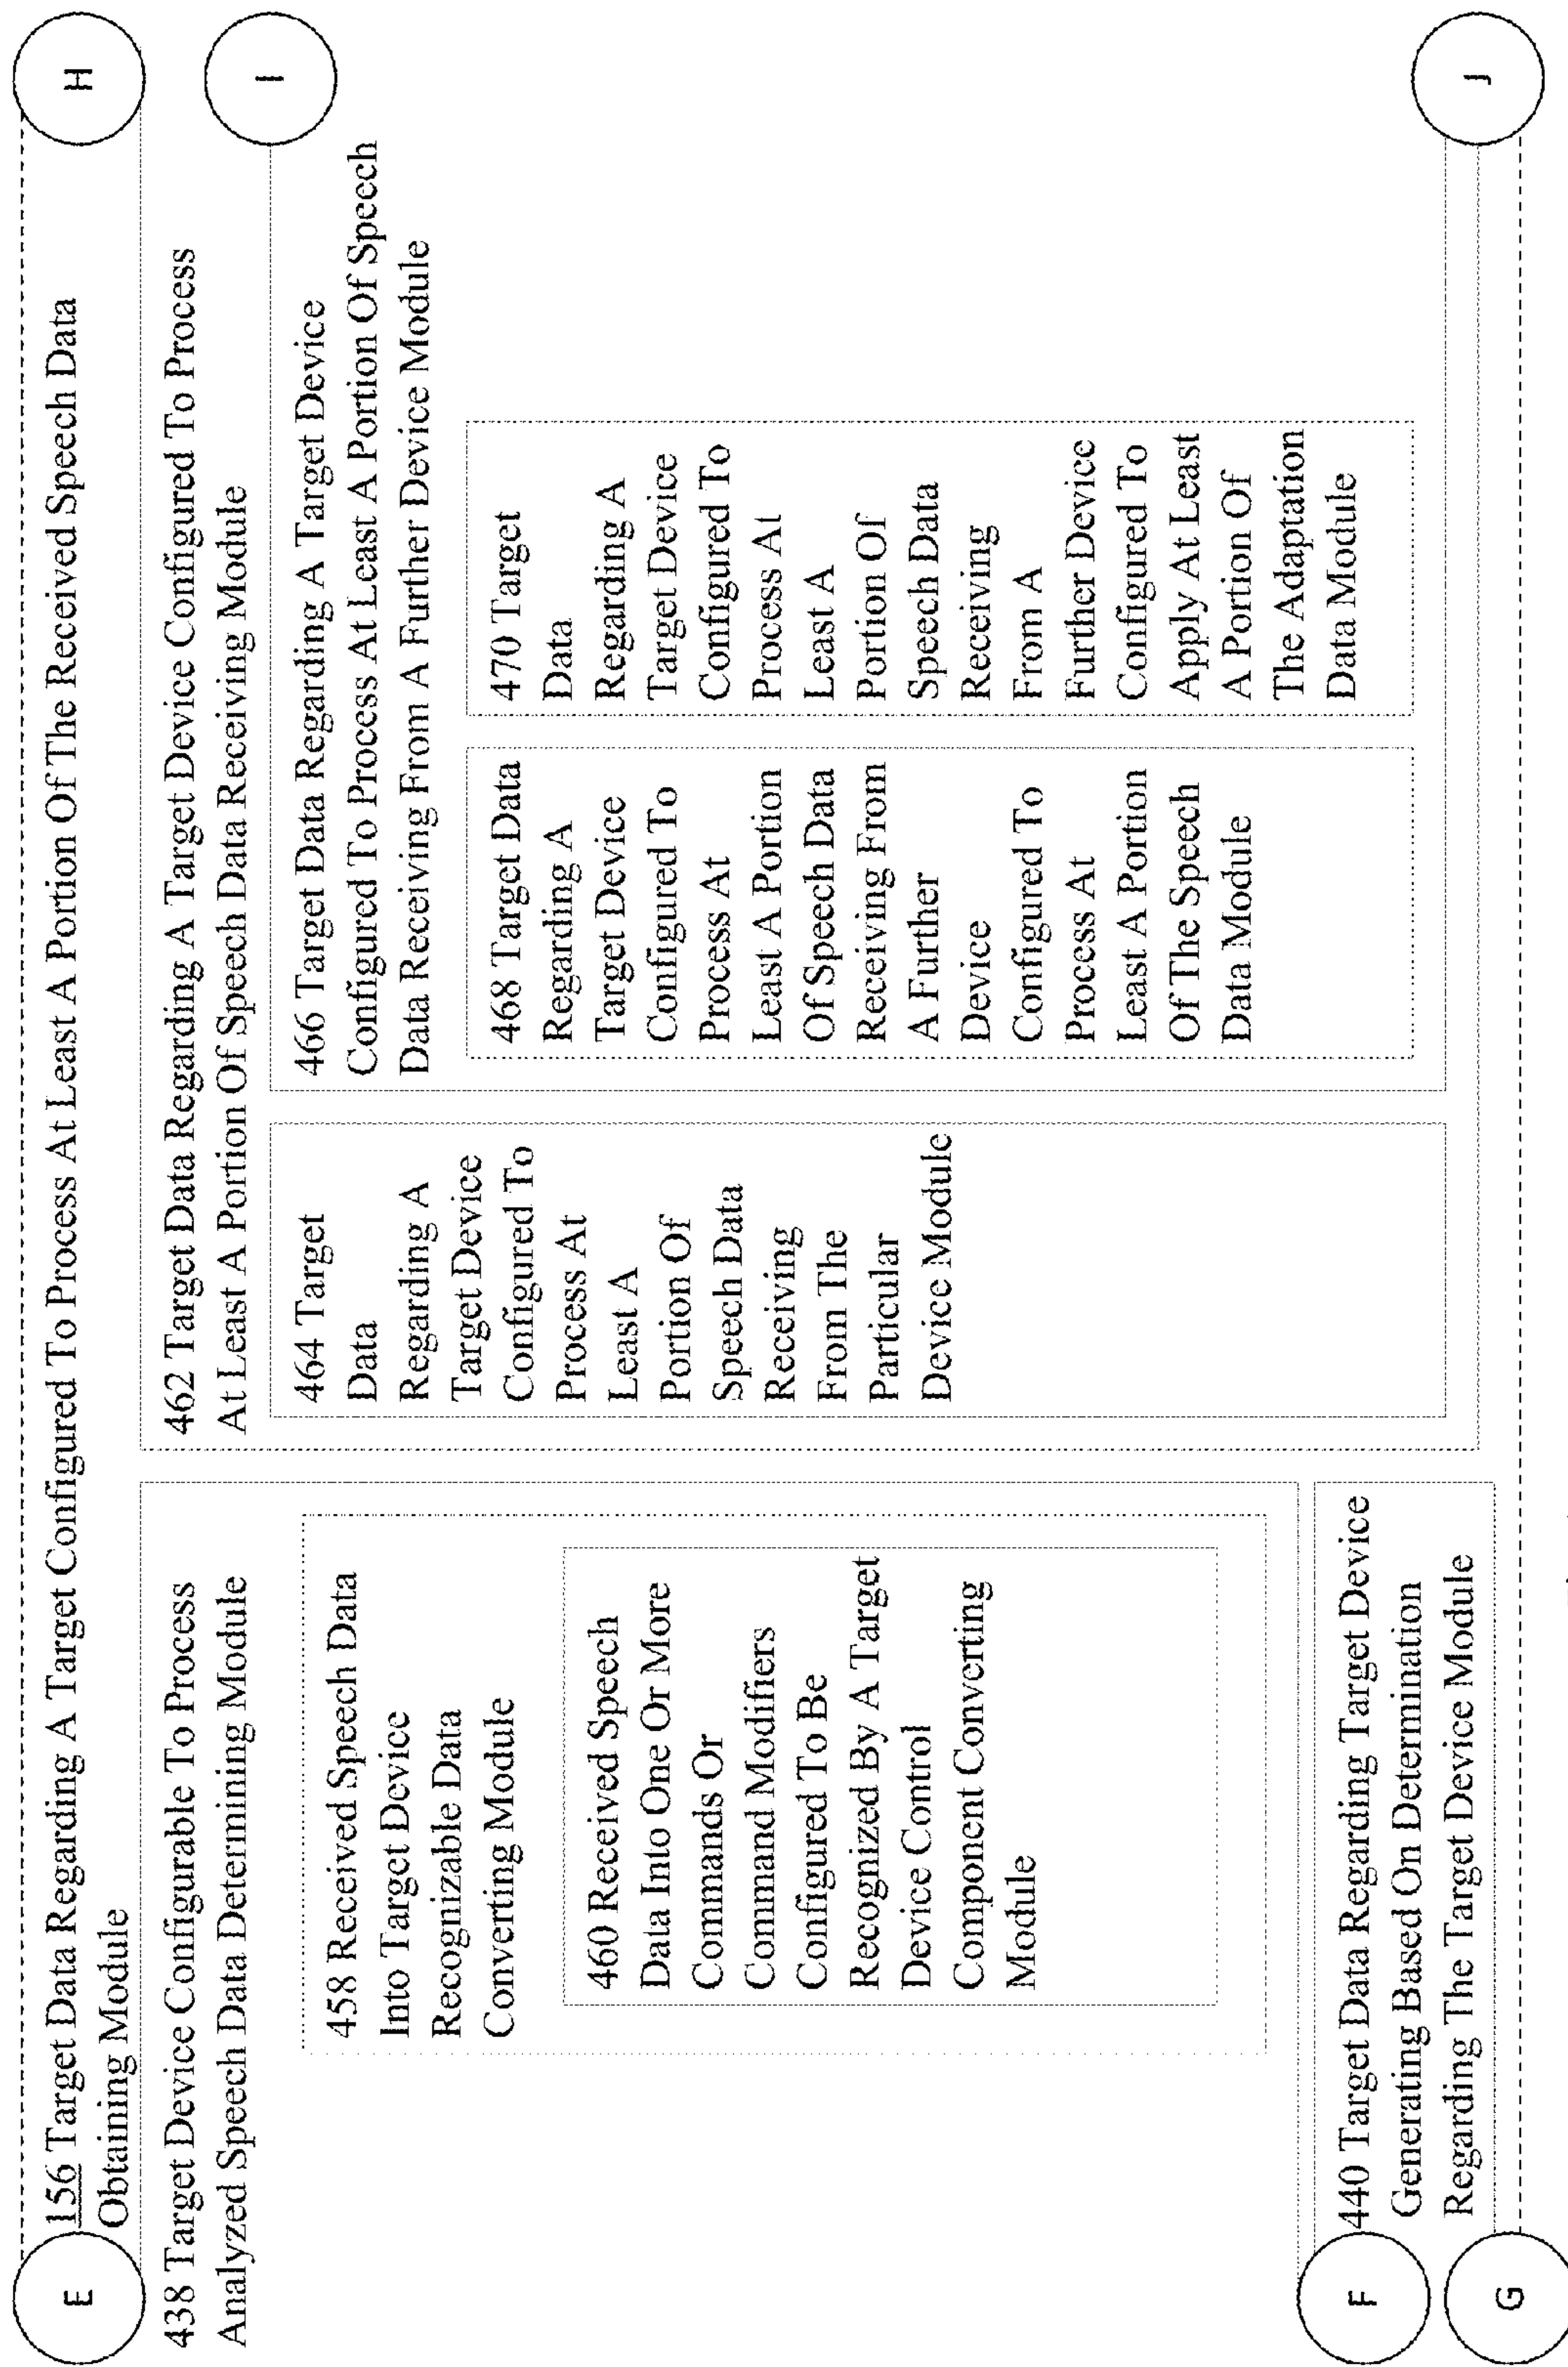 E
156 Target Data Regarding A Target Configured To Process At Least A Portion Of The Received Speech Data
Obtaining Module
H
438 Target Device Configurable To Process
Analyzed Speech Data Determining Module
458 Received Speech Data
Into Target Device
Recognizable Data
Converting Module
460 Received Speech
Data Into One Or More
Commands Or
Command Modifiers
Configured To Be
Recognized By A Target
Device Control
Component Converting
Module
F
440 Target Data Regarding Target Device
Generating Based On Determination
Regarding The Target Device Module
G
462 Target Data Regarding A Target Device Configured To Process
At Least A Portion Of Speech Data Receiving Module
I
464 Target
Data
Regarding A
Target Device
Configured To
Process At
Least A
Portion Of
Speech Data
Receiving
From The
Particular
Device Module
466 Target Data Regarding A Target Device
Configured To Process At Least A Portion Of Speech
Data Receiving From A Further Device Module
468 Target Data
Regarding A
Target Device
Configured To
Process At
Least A Portion
Of Speech Data
Receiving From
A Further
Device
Configured To
Process At
Least A Portion
Of The Speech
Data Module
470 Target
Data
Regarding A
Target Device
Configured To
Process At
Least A
Portion Of
Speech Data
Receiving
From A
Further Device
Configured To
Apply At Least
A Portion Of
The Adaptation
Data Module
J